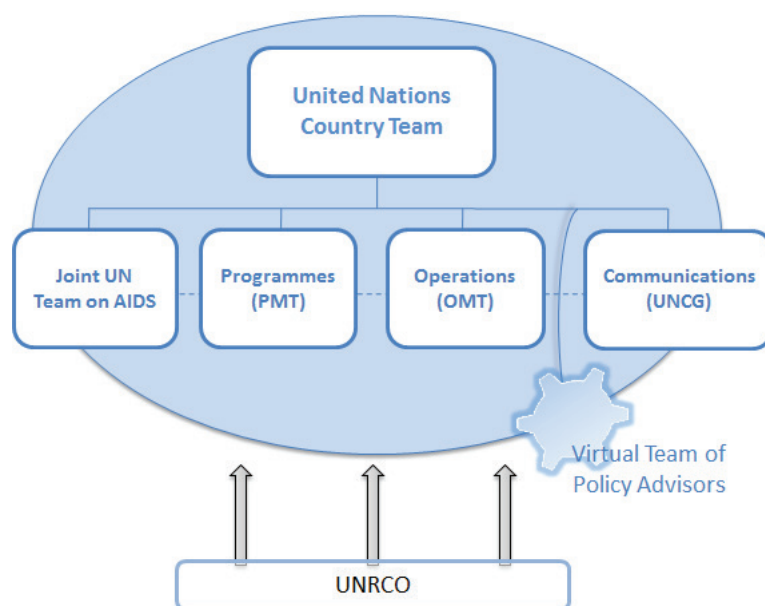 United Nations
Country Team
Joint UN
Team on AIDS
Programmes
(PMT)
Operations
(OMT)
Communications
(UNCG)
Virtual Team of
Policy Advisors
UNRCO